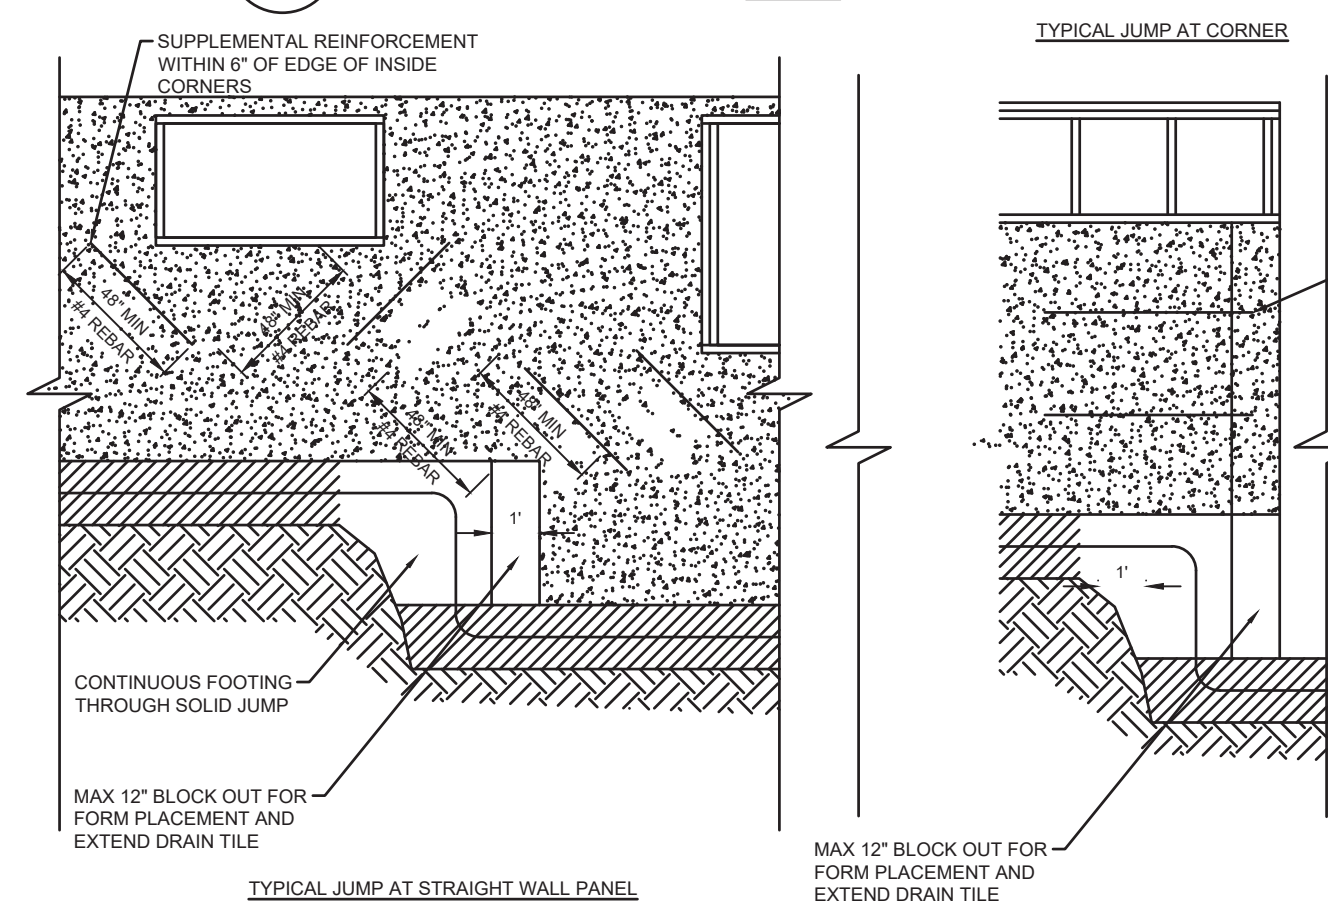 TYPICAL JUMP AT CORNER
SUPPLEMENTAL REINFORCEMENT
WITHIN 6" OF EDGE OF INSIDE
CORNERS
48" MIN
#4 REBAR
48" MIN
#4 REBAR
48" MIN
#4 REBAR
48" MIN
#4 REBAR
1'
1'
CONTINUOUS FOOTING
THROUGH SOLID JUMP
MAX 12" BLOCK OUT FOR
FORM PLACEMENT AND
EXTEND DRAIN TILE
MAX 12" BLOCK OUT FOR
FORM PLACEMENT AND
EXTEND DRAIN TILE
TYPICAL JUMP AT STRAIGHT WALL PANEL